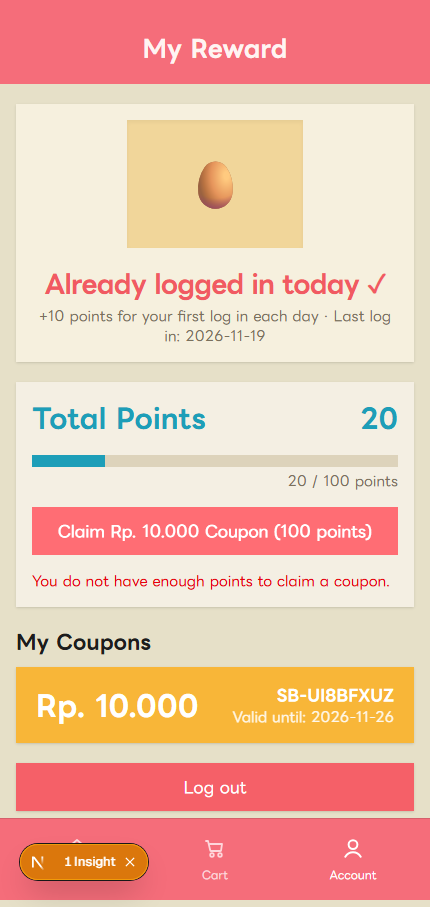 My Reward
Already logged in today ✓
+10 points for your first log in each day · Last log
in: 2026-11-19
Total Points 20
20 / 100 points
Claim Rp. 10.000 Coupon (100 points)
You do not have enough points to claim a coupon.
My Coupons
Rp. 10.000
SB-UI8BFXUZ
Valid until: 2026-11-26
Log out
N 1 Insight ×
Cart
Account